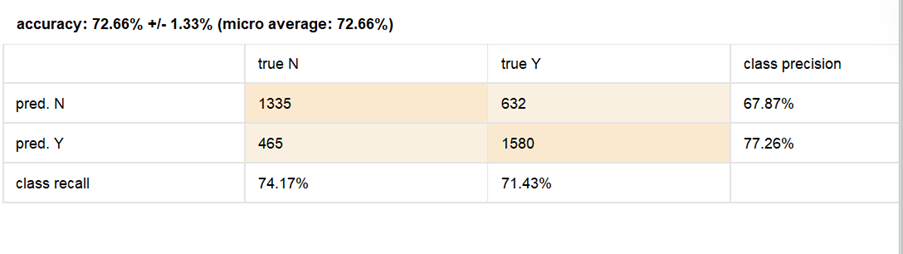 accuracy: 72.66% +/- 1.33% (micro average: 72.66%)
true N true Y class precision
pred. N 1335 632 67.87%
pred. Y 465 1580 77.26%
class recall 74.17% 71.43%